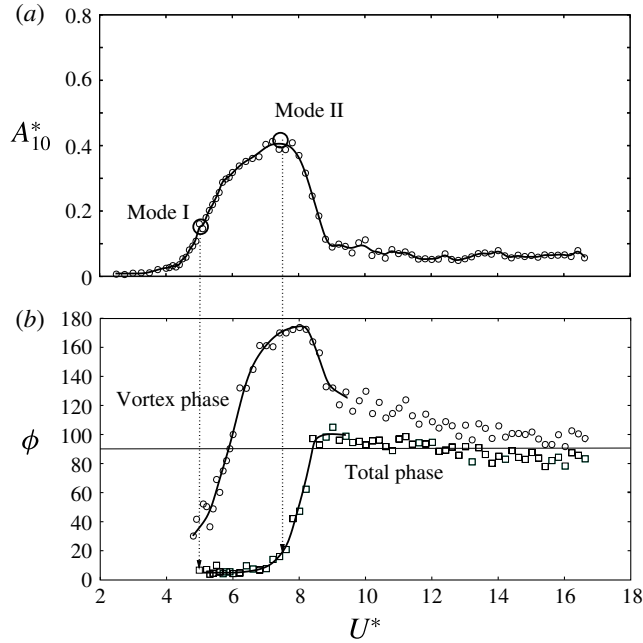 (a)
0.8
0.6
0.4
0.2
0
A*10
Mode II
Mode I
(b)
180
160
140
120
100
80
60
40
20
0
ϕ
Vortex phase
Total phase
2 4 6 8 10 12 14 16 18
U*